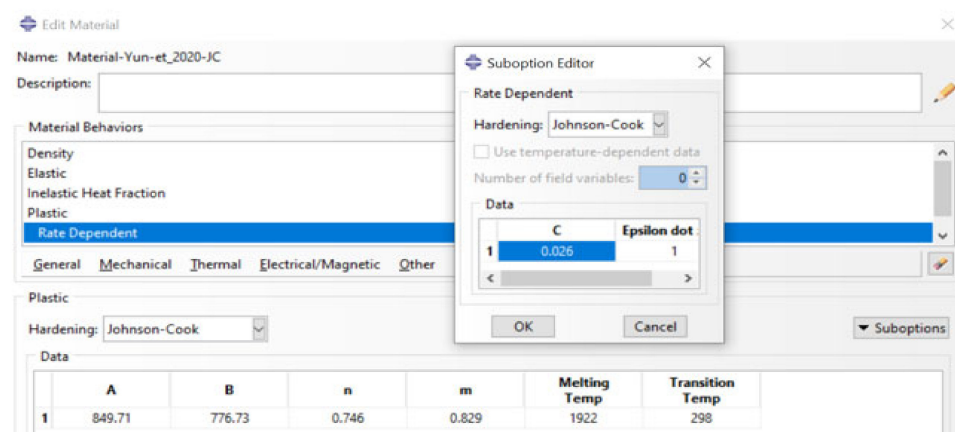 Edit Material
Name: Material-Yun-et_2020-JC
Description:
Material Behaviors
Density
Elastic
Inelastic Heat Fraction
Plastic
Rate Dependent
General Mechanical Thermal Electrical/Magnetic Other
Plastic
Hardening: Johnson-Cook
Suboptions
Data
A B n m Melting Temp Transition Temp
1 849.71 776.73 0.746 0.829 1922 298
Suboption Editor
Rate Dependent
Hardening: Johnson-Cook
Use temperature-dependent data
Number of field variables: 0
Data
C Epsilon dot
1 0.026 1
OK Cancel